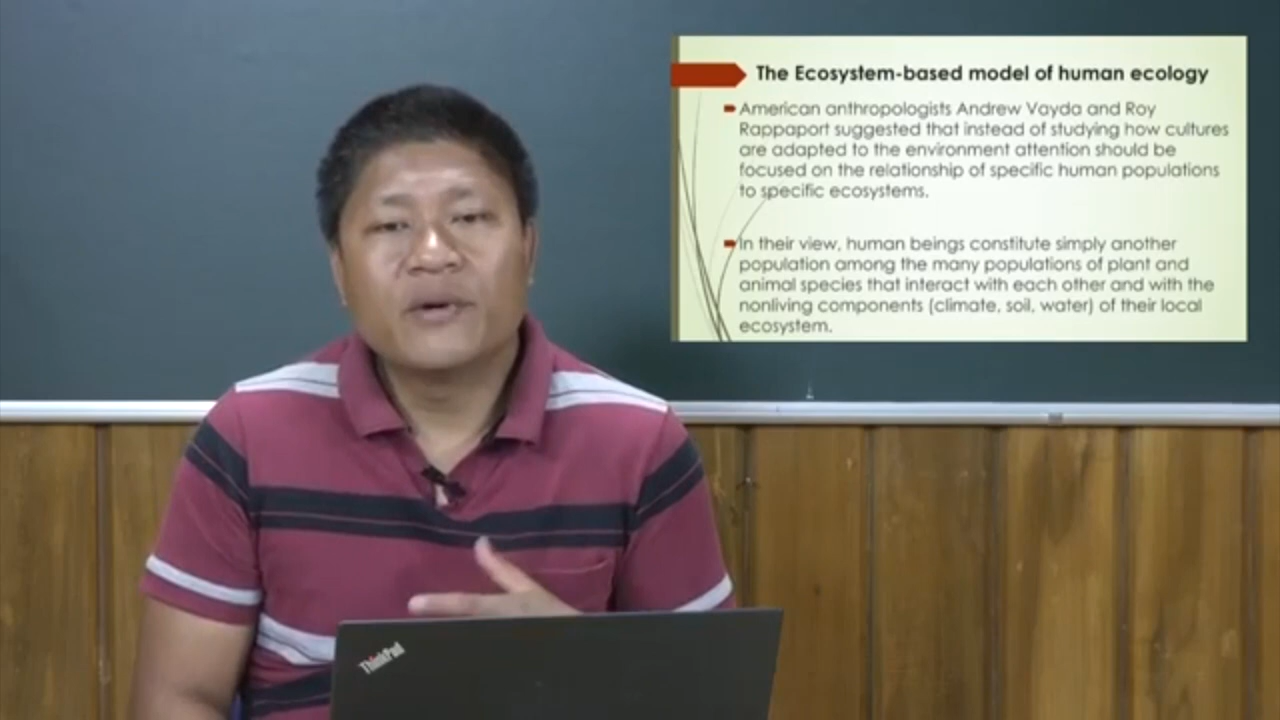 The Ecosystem-based model of human ecology
American anthropologists Andrew Vayda and Roy
Rappaport suggested that instead of studying how cultures
are adapted to the environment attention should be
focused on the relationship of specific human populations
to specific ecosystems.
In their view, human beings constitute simply another
population among the many populations of plant and
animal species that interact with each other and with the
nonliving components (climate, soil, water) of their local
ecosystem.
ThinkPad